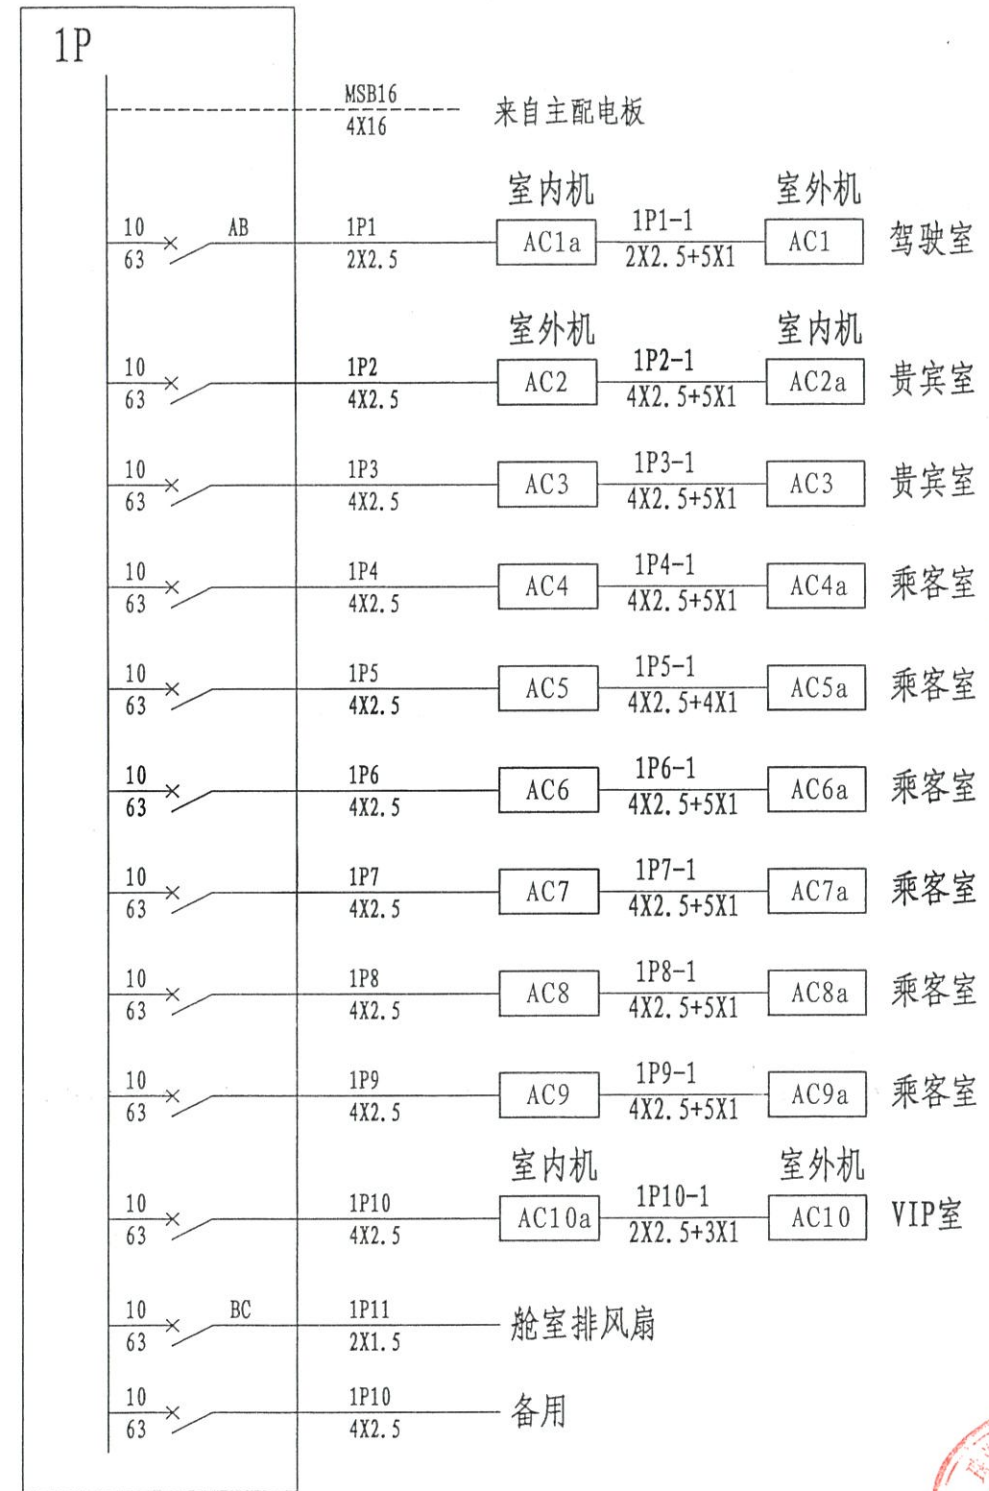 1P
MSB16
4X16
来自主配电板
室内机 室外机
10 AB 1P1 AC1a 1P1-1 AC1 驾驶室
63 2X2.5 2X2.5+5X1
室外机 室内机
10 1P2 AC2 1P2-1 AC2a 贵宾室
63 4X2.5 4X2.5+5X1
10 1P3 AC3 1P3-1 AC3 贵宾室
63 4X2.5 4X2.5+5X1
10 1P4 AC4 1P4-1 AC4a 乘客室
63 4X2.5 4X2.5+5X1
10 1P5 AC5 1P5-1 AC5a 乘客室
63 4X2.5 4X2.5+4X1
10 1P6 AC6 1P6-1 AC6a 乘客室
63 4X2.5 4X2.5+5X1
10 1P7 AC7 1P7-1 AC7a 乘客室
63 4X2.5 4X2.5+5X1
10 1P8 AC8 1P8-1 AC8a 乘客室
63 4X2.5 4X2.5+5X1
10 1P9 AC9 1P9-1 AC9a 乘客室
63 4X2.5 4X2.5+5X1
室内机 室外机
10 1P10 AC10a 1P10-1 AC10 VIP室
63 4X2.5 2X2.5+3X1
10 BC 1P11 舱室排风扇
63 2X1.5
10 1P10 备用
63 4X2.5